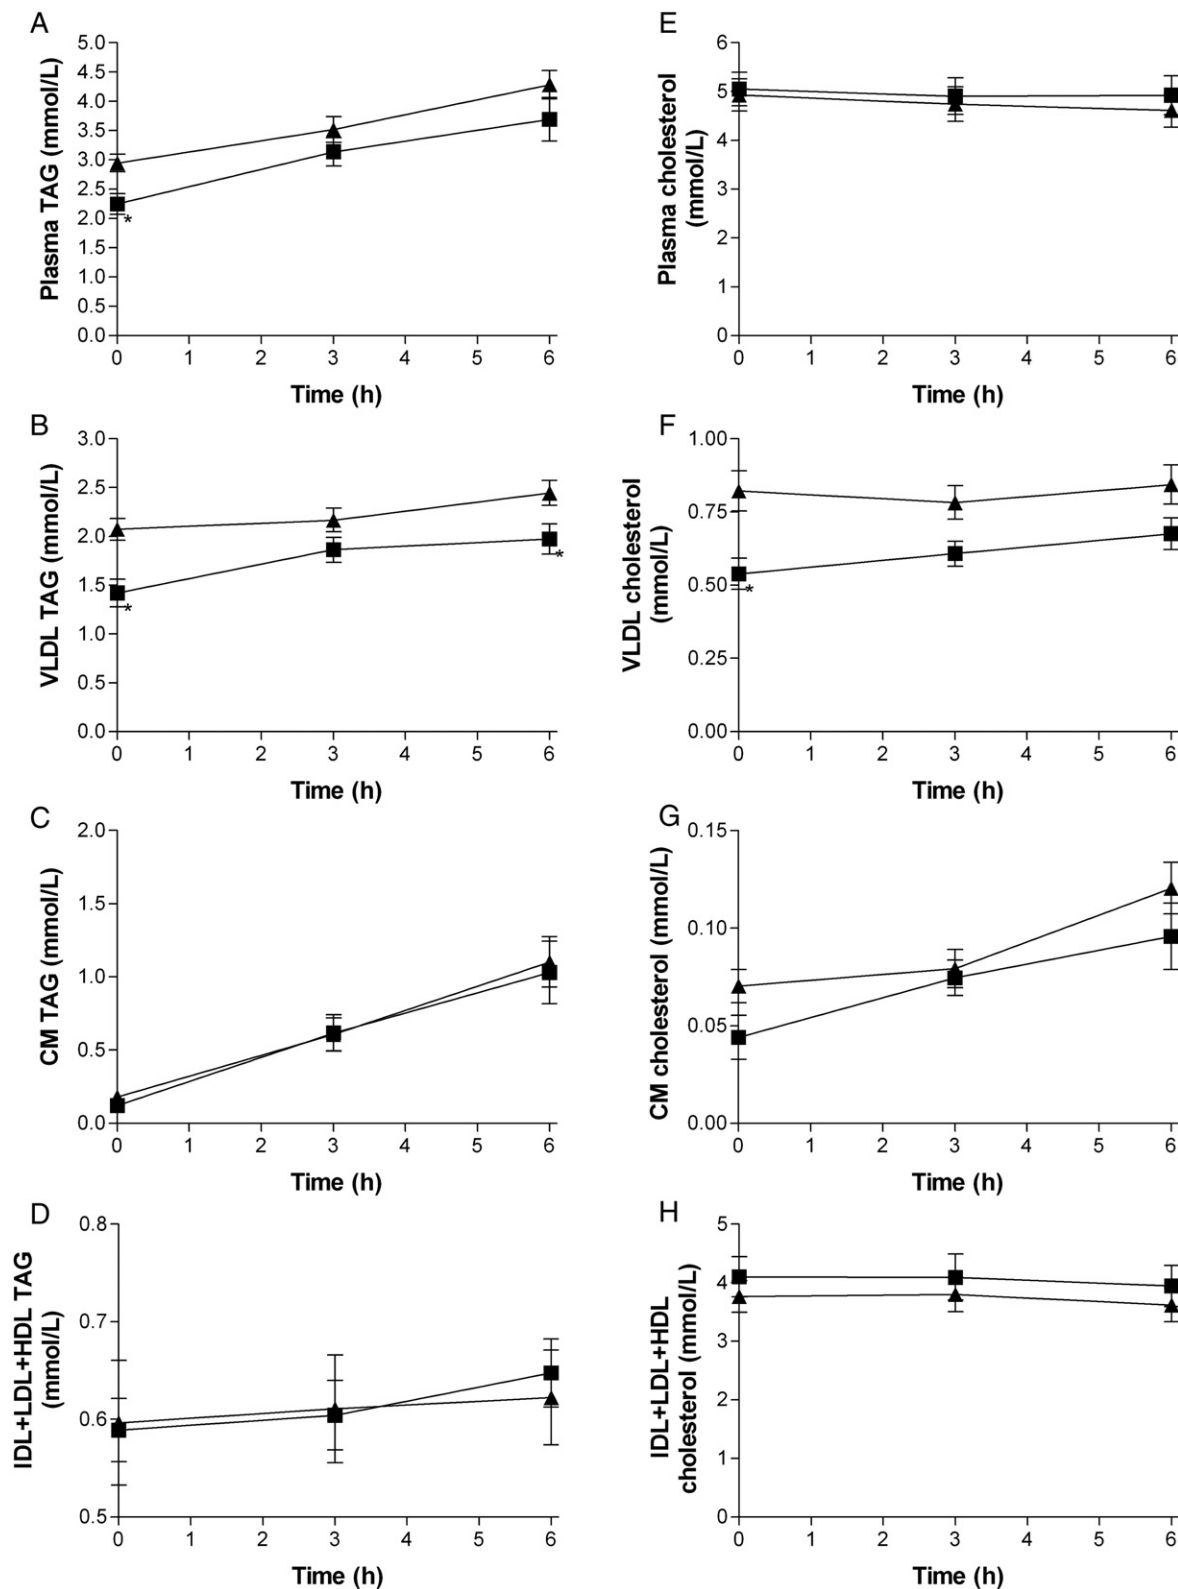 A
Plasma TAG (mmol/L)
5.0
4.5
4.0
3.5
3.0
2.5
2.0
1.5
1.0
0.5
0.0
*
0 1 2 3 4 5 6
Time (h)
E
Plasma cholesterol
(mmol/L)
6
5
4
3
2
1
0
0 1 2 3 4 5 6
Time (h)
B
VLDL TAG (mmol/L)
3.0
2.5
2.0
1.5
1.0
0.5
0.0
*
*
0 1 2 3 4 5 6
Time (h)
F
VLDL cholesterol
(mmol/L)
1.00
0.75
0.50
0.25
0.00
*
0 1 2 3 4 5 6
Time (h)
C
CM TAG (mmol/L)
2.0
1.5
1.0
0.5
0.0
0 1 2 3 4 5 6
Time (h)
G
CM cholesterol (mmol/L)
0.15
0.10
0.05
0.00
0 1 2 3 4 5 6
Time (h)
D
IDL+LDL+HDL TAG
(mmol/L)
0.8
0.7
0.6
0.5
0 1 2 3 4 5 6
Time (h)
H
IDL+LDL+HDL
cholesterol (mmol/L)
5
4
3
2
1
0
0 1 2 3 4 5 6
Time (h)